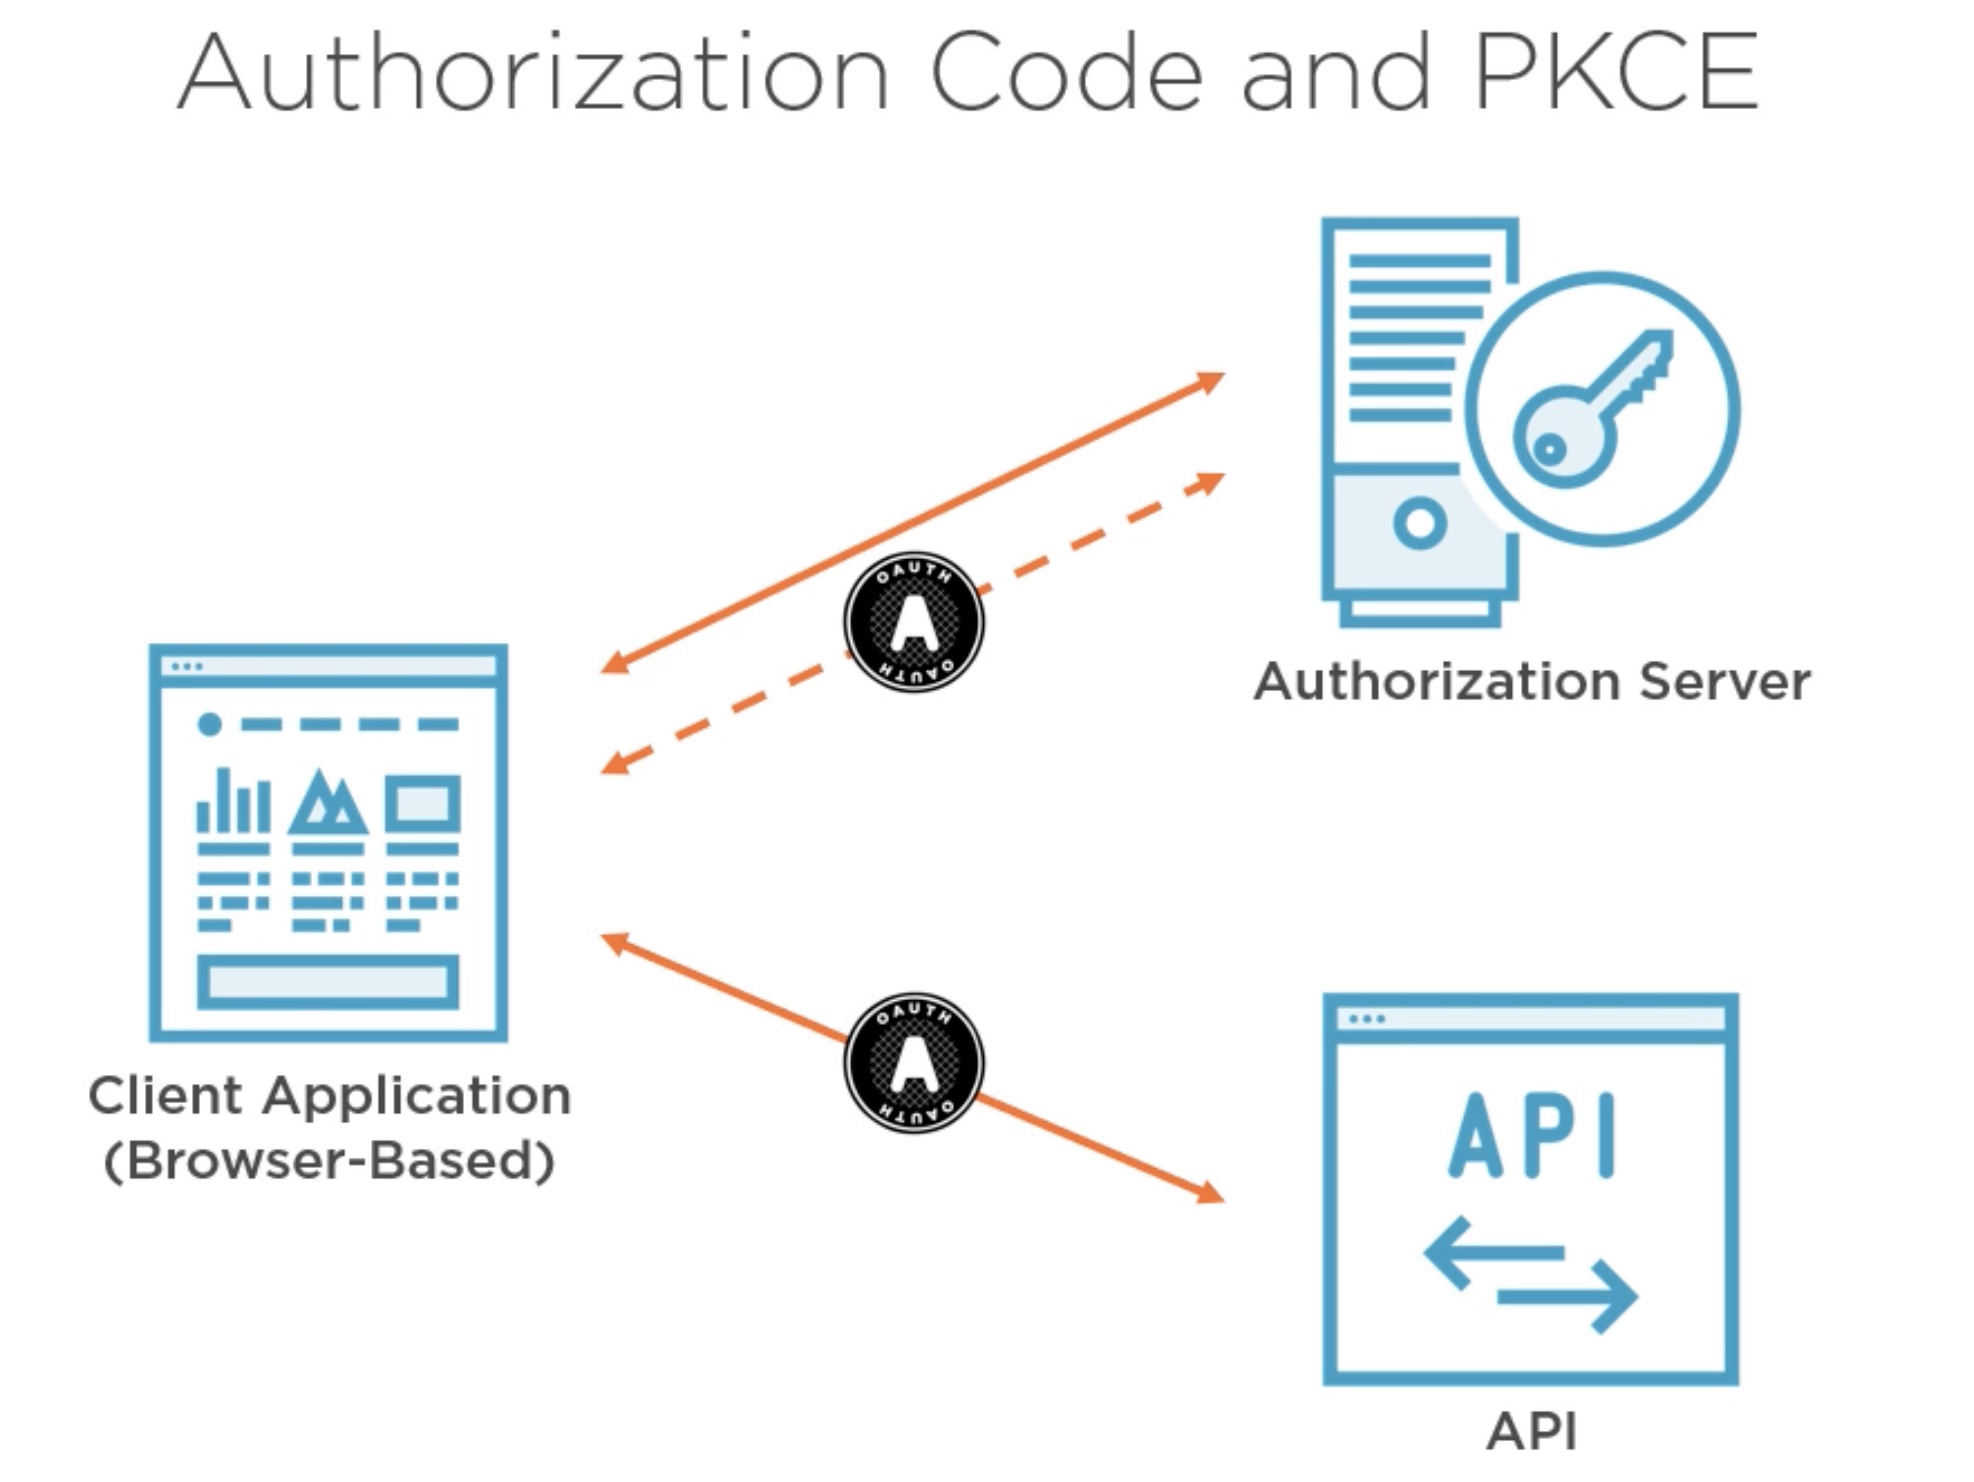 Authorization Code and PKCE
OAUTH
A
OAUTH
Authorization Server
Client Application
(Browser-Based)
OAUTH
A
OAUTH
API
API